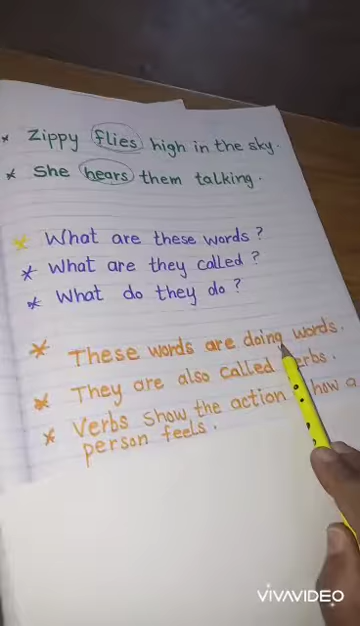 * Zippy flies high in the sky.
* She hears them talking.
* What are these words?
* What are they called?
* What do they do?
* These words are doing words.
* They are also called erbs.
* Verbs show the action how a
person feels.
VIVAVIDEO